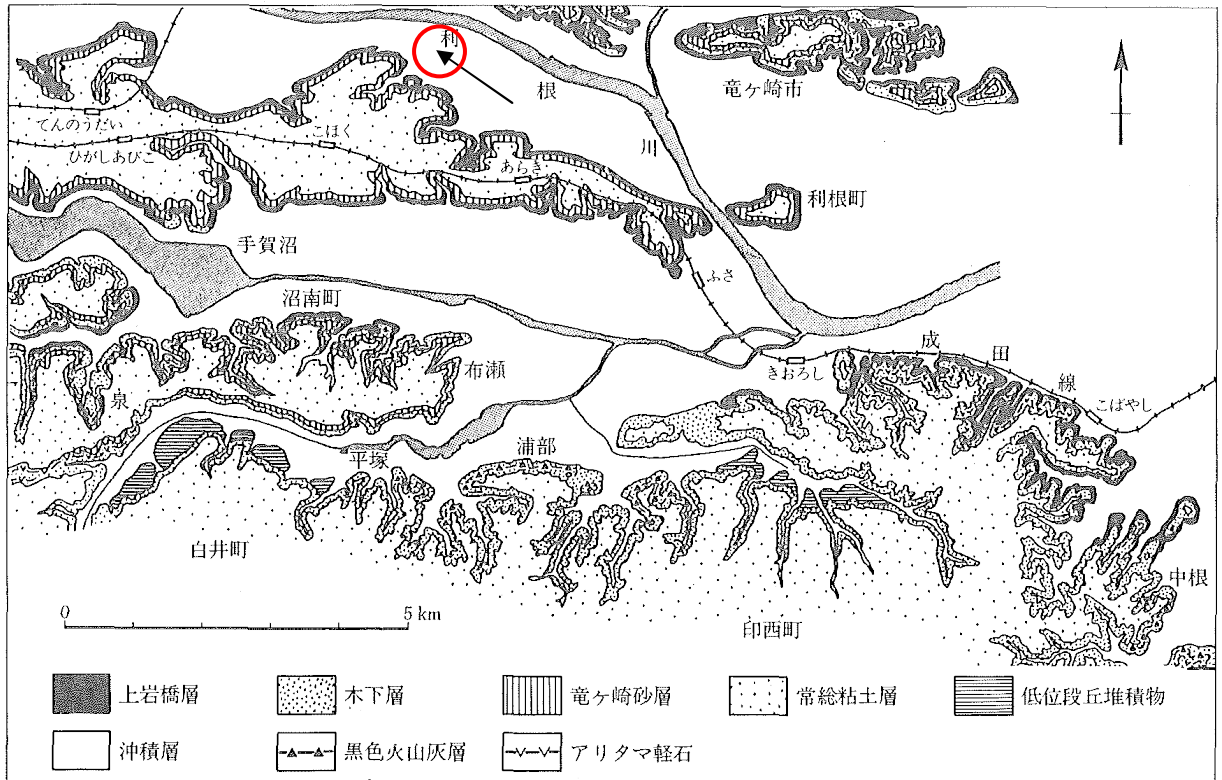 利
根
川
竜ヶ崎市
てんのうだい
こほく
ひがしあびこ
あらき
利根町
手賀沼
ふさ
沼南町
成
田
線
布瀬
きおろし
こばやし
泉
浦部
平塚
白井町
中根
印西町
0
5 km
上岩橋層
木下層
竜ヶ崎砂層
常総粘土層
低位段丘堆積物
沖積層
黒色火山灰層
アリタマ軽石